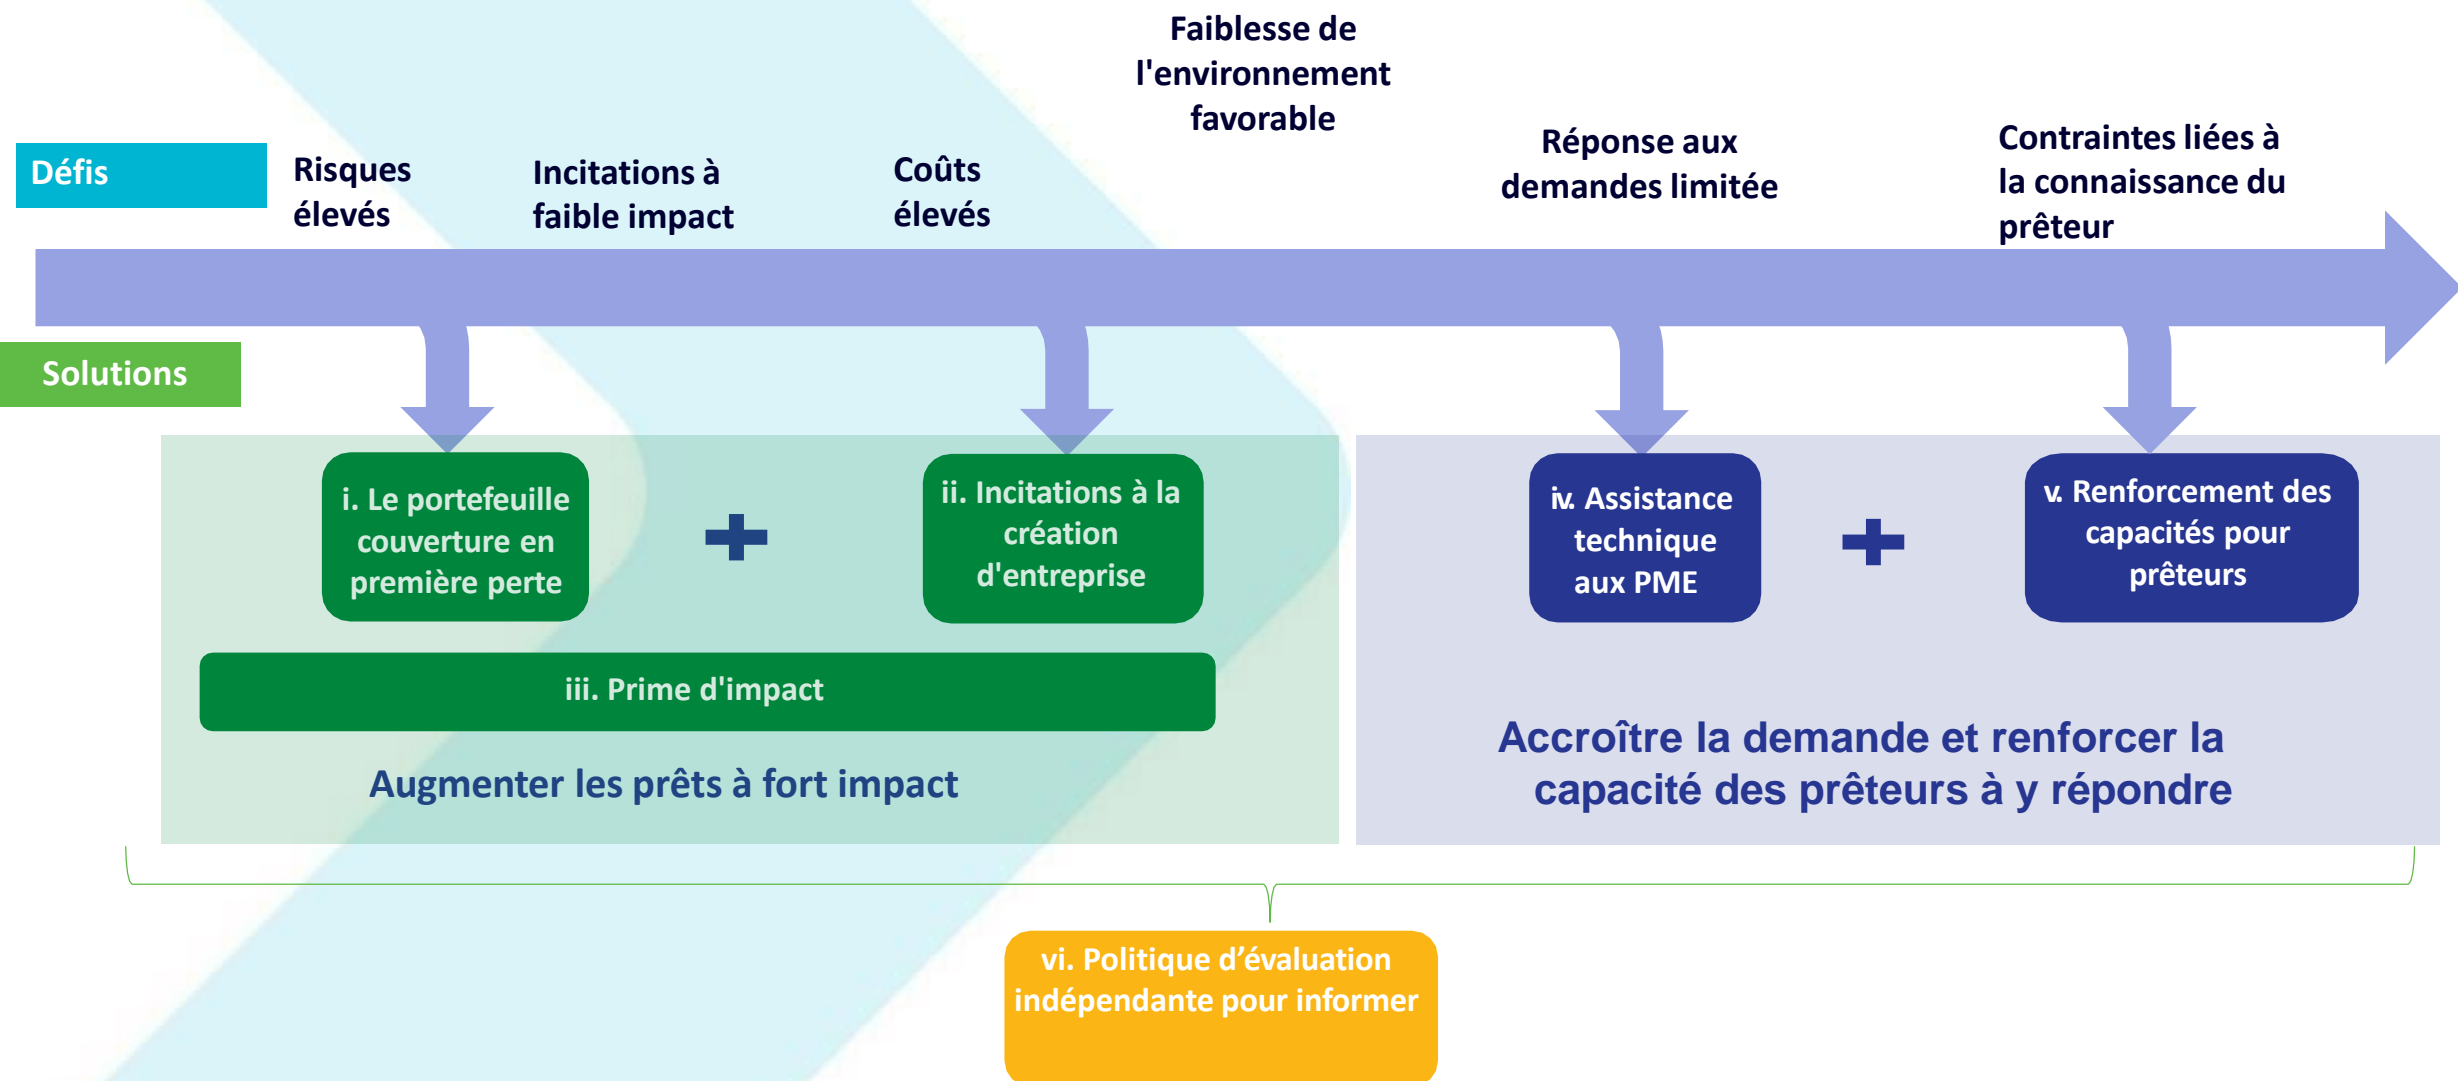 Défis
Risques
élevés
Incitations à
faible impact
Coûts
élevés
Faiblesse de
l'environnement
favorable
Réponse aux
demandes limitée
Contraintes liées à
la connaissance du
prêteur
Solutions
i. Le portefeuille
couverture en
première perte
ii. Incitations à la
création
d'entreprise
iii. Prime d'impact
Augmenter les prêts à fort impact
iv. Assistance
technique
aux PME
v. Renforcement des
capacités pour
prêteurs
Accroître la demande et renforcer la
capacité des prêteurs à y répondre
vi. Politique d’évaluation
indépendante pour informer